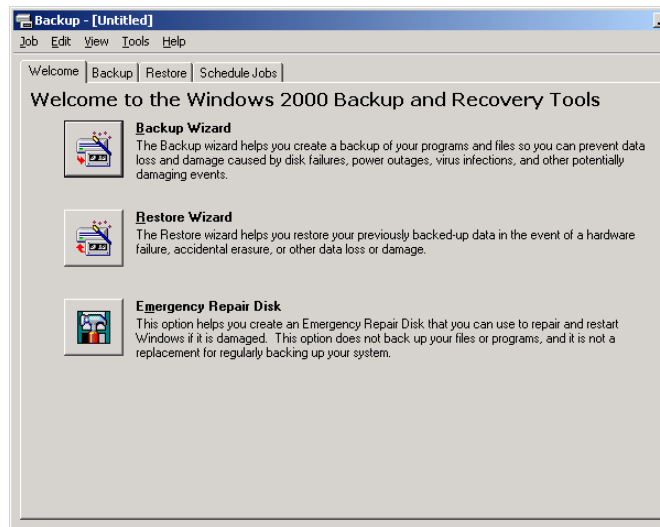 Backup - [Untitled]
Job Edit View Tools Help
Welcome Backup Restore Schedule Jobs
Welcome to the Windows 2000 Backup and Recovery Tools
Backup Wizard
The Backup wizard helps you create a backup of your programs and files so you can prevent data
loss and damage caused by disk failures, power outages, virus infections, and other potentially
damaging events.
Restore Wizard
The Restore wizard helps you restore your previously backed-up data in the event of a hardware
failure, accidental erasure, or other data loss or damage.
Emergency Repair Disk
This option helps you create an Emergency Repair Disk that you can use to repair and restart
Windows if it is damaged. This option does not back up your files or programs, and it is not a
replacement for regularly backing up your system.